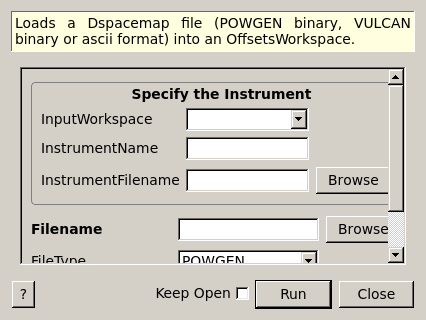 Loads a Dspacemap file (POWGEN binary, VULCAN
binary or ascii format) into an OffsetsWorkspace.
Specify the Instrument
InputWorkspace
InstrumentName
InstrumentFilename Browse
Filename Browse
FileType POWGEN
? Keep Open Run Close